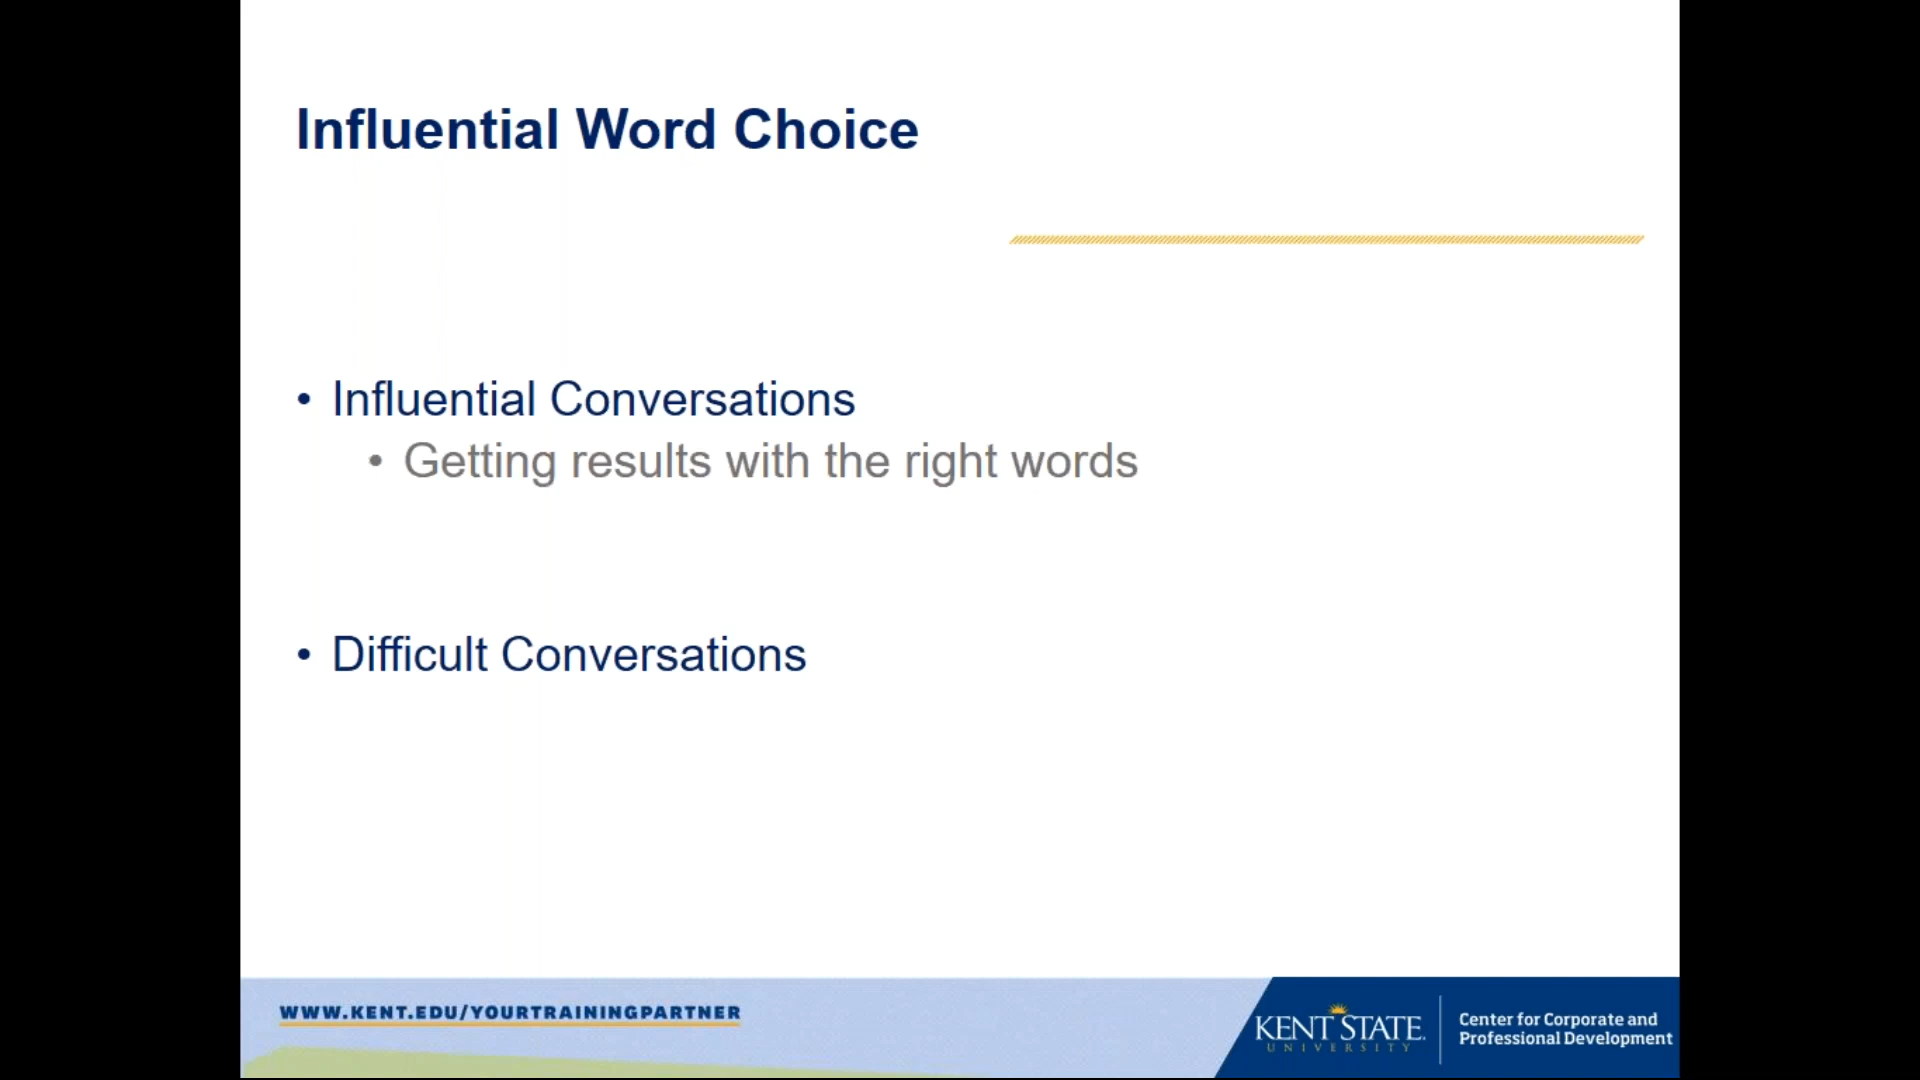 Influential Word Choice
• Influential Conversations
• Getting results with the right words
• Difficult Conversations
WWW.KENT.EDU/YOURTRAININGPARTNER
KENT STATE.
UNIVERSITY
Center for Corporate and
Professional Development